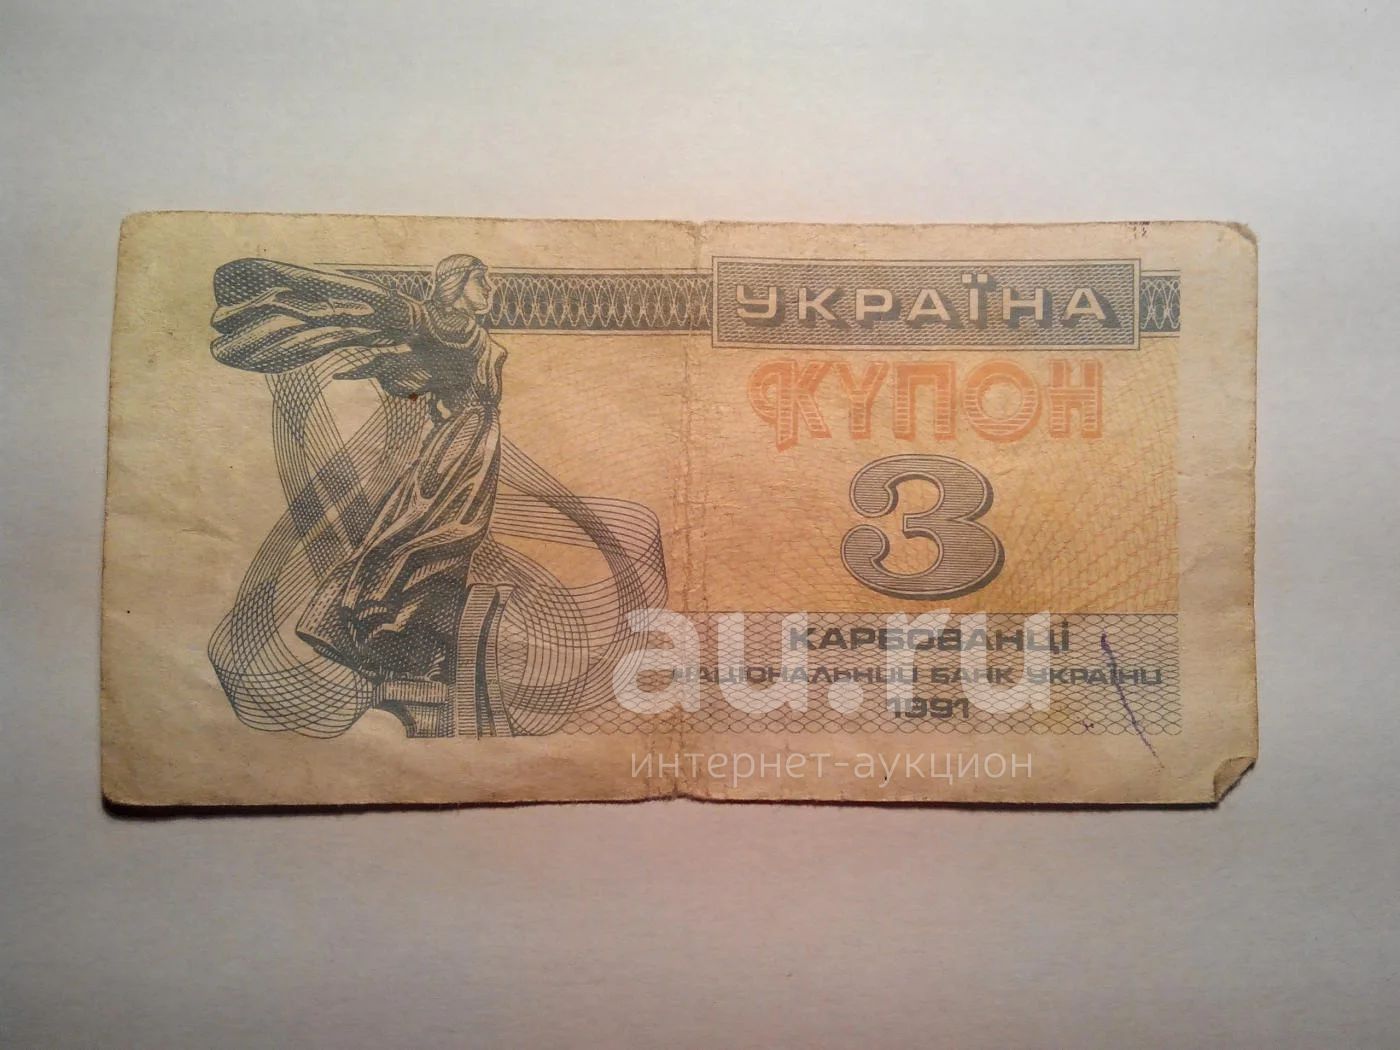 УКРАЇНА
КУПОН
3
КАРБОВАНЦІ
НАЦІОНАЛЬНИЙ БАНК УКРАЇНИ
1991
au.ru
интернет-аукцион